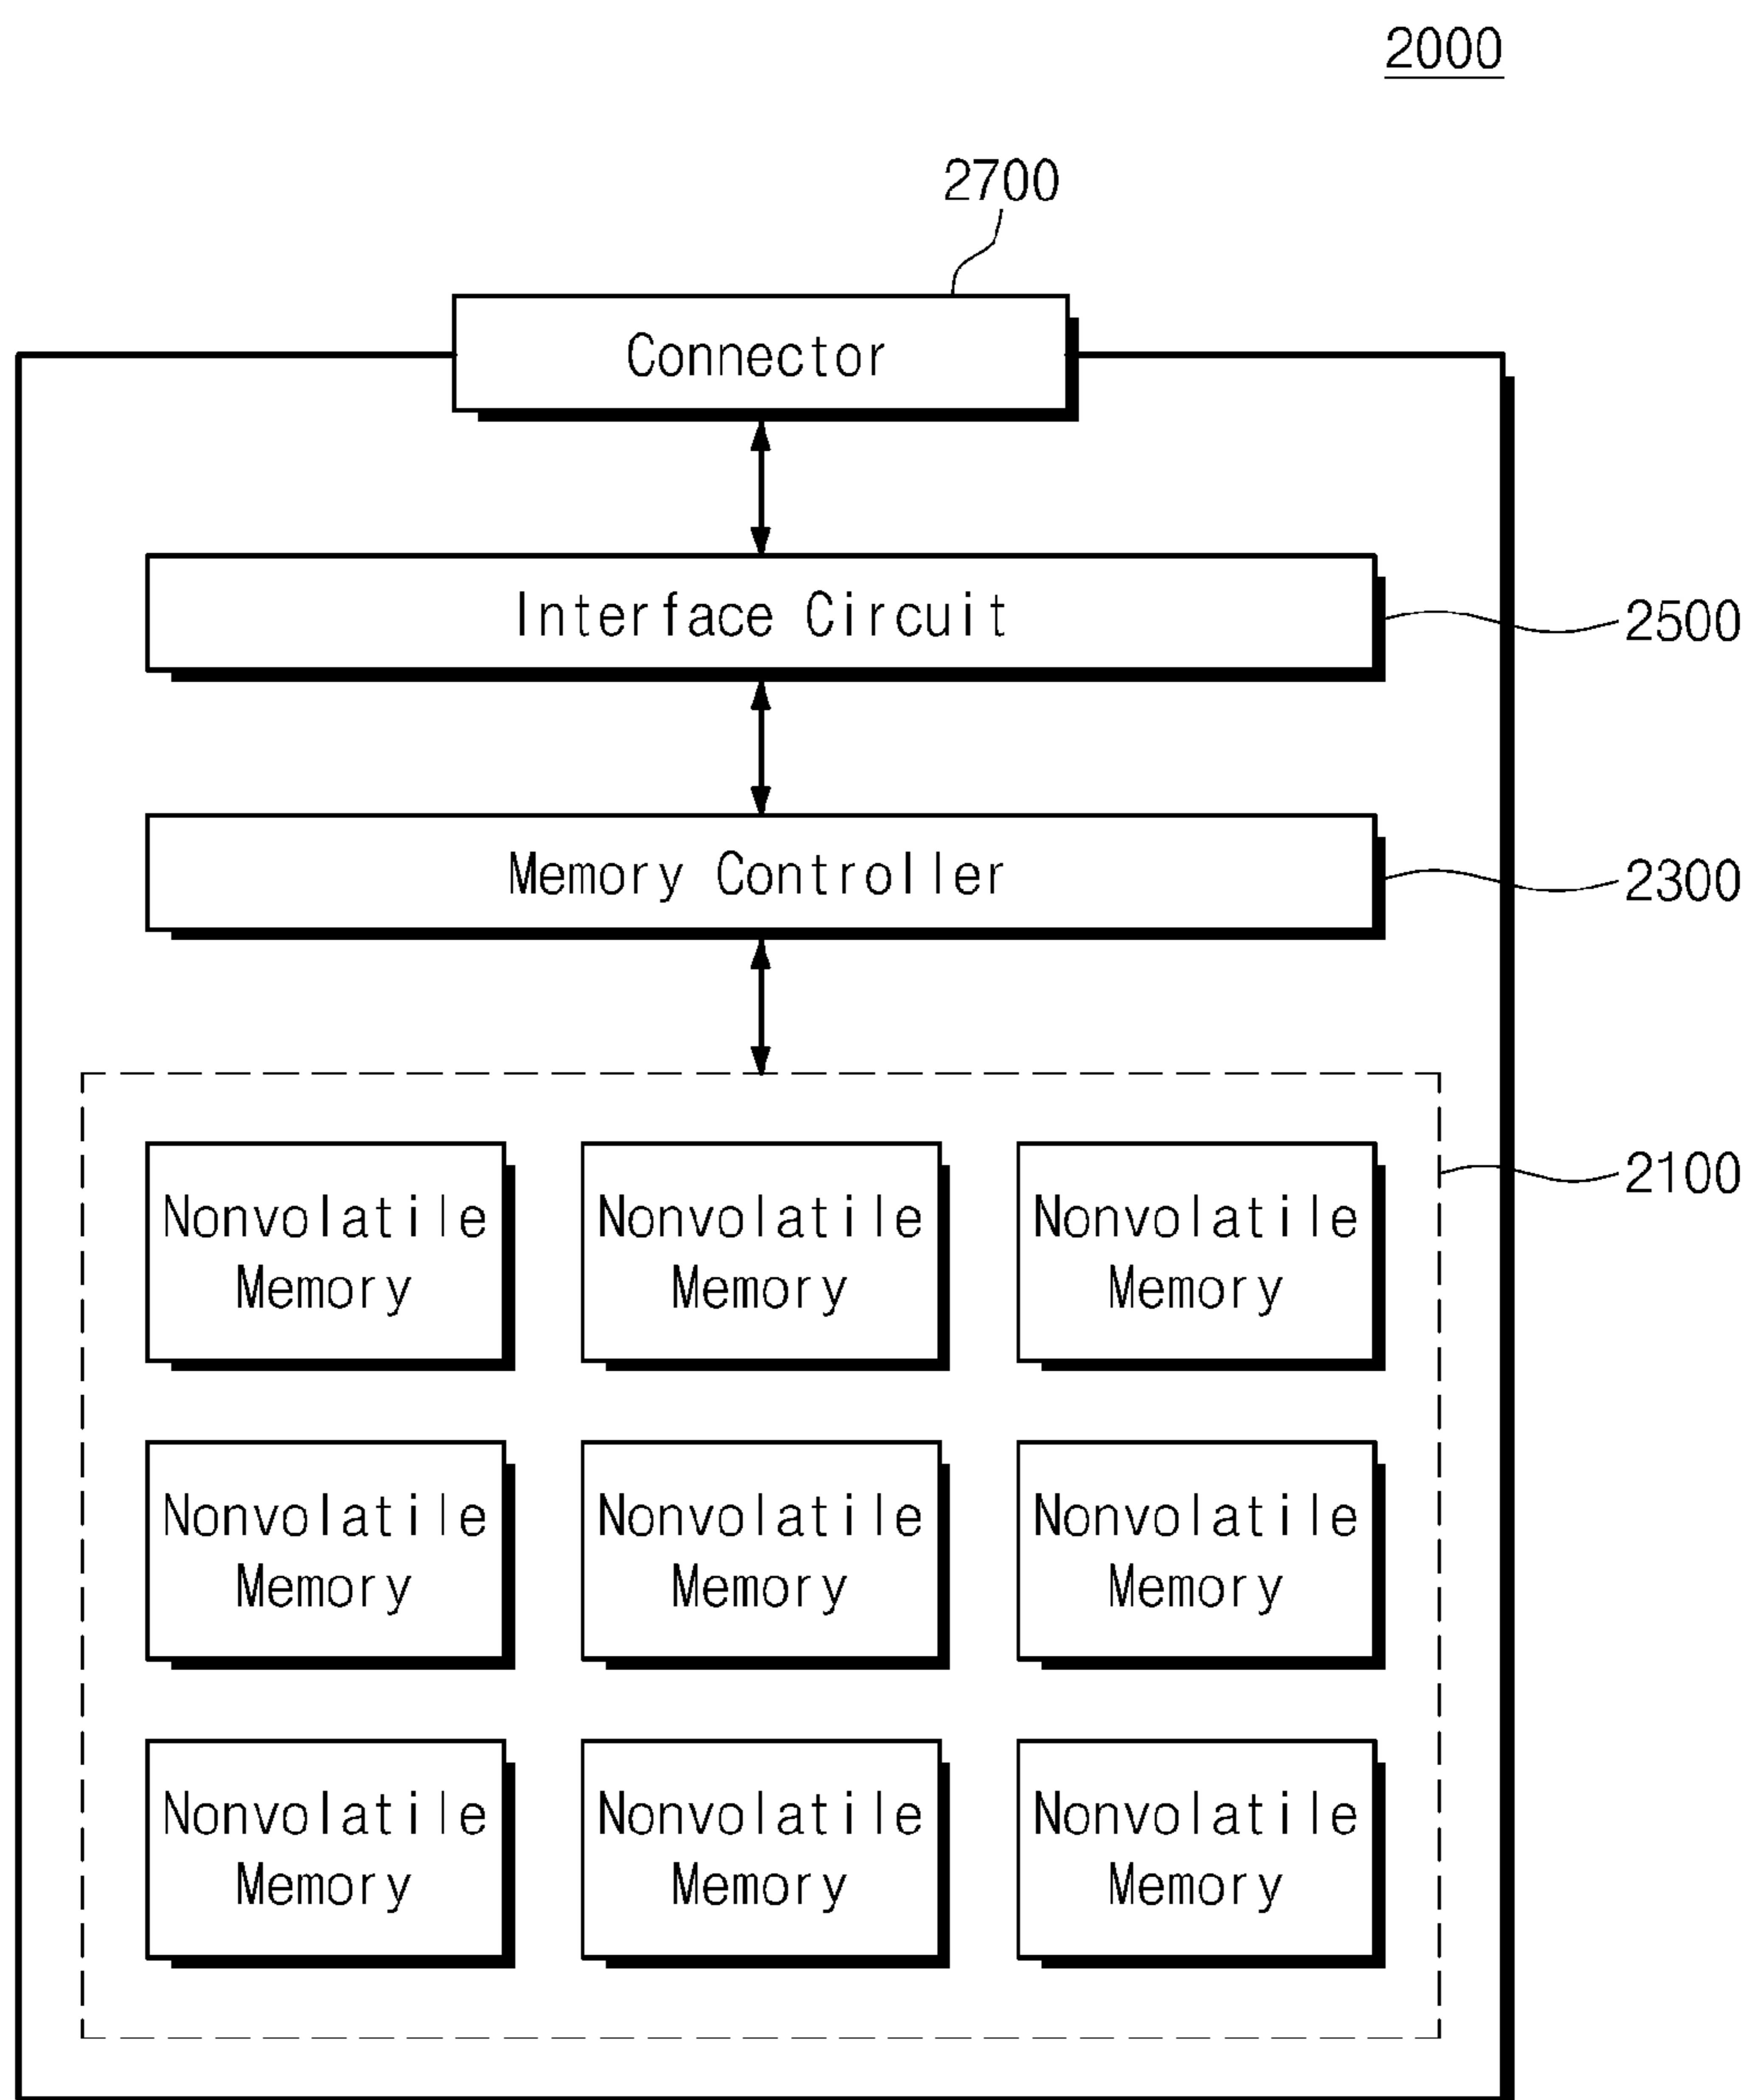 2000
2700
Connector
Interface Circuit
2500
Memory Controller
2300
2100
Nonvolatile
Memory
Nonvolatile
Memory
Nonvolatile
Memory
Nonvolatile
Memory
Nonvolatile
Memory
Nonvolatile
Memory
Nonvolatile
Memory
Nonvolatile
Memory
Nonvolatile
Memory